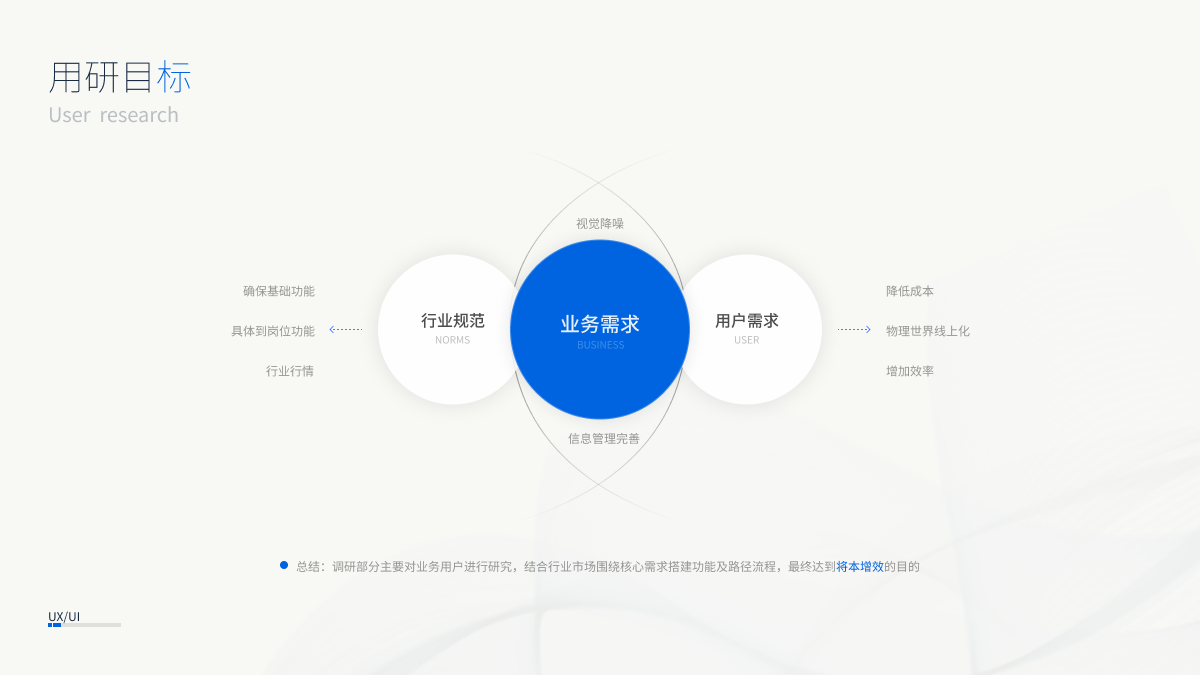 用研目标
User research
视觉降噪
确保基础功能
具体到岗位功能
行业行情
行业规范
NORMS
业务需求
BUSINESS
用户需求
USER
降低成本
物理世界线上化
增加效率
信息管理完善
总结：调研部分主要对业务用户进行研究，结合行业市场围绕核心需求搭建功能及路径流程，最终达到将本增效的目的
UX/UI